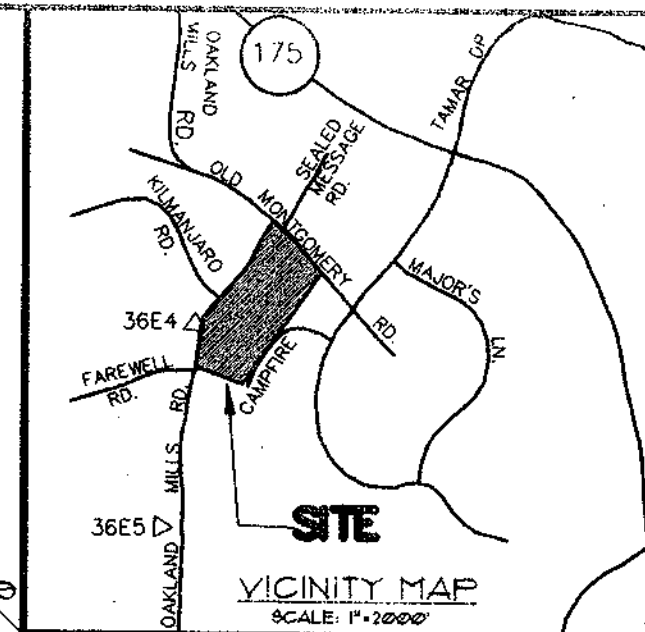 175
OAKLAND
MILLS
RD.
TAMAR DR
SEALED
MESSAGE
RD.
OLD MONTGOMERY RD.
KILMANJARO
RD.
MAJOR'S LN.
36E4
FAREWELL
RD.
CAMPFIRE
OAKLAND MILLS RD.
36E5
SITE
VICINITY MAP
SCALE: 1"=2000'